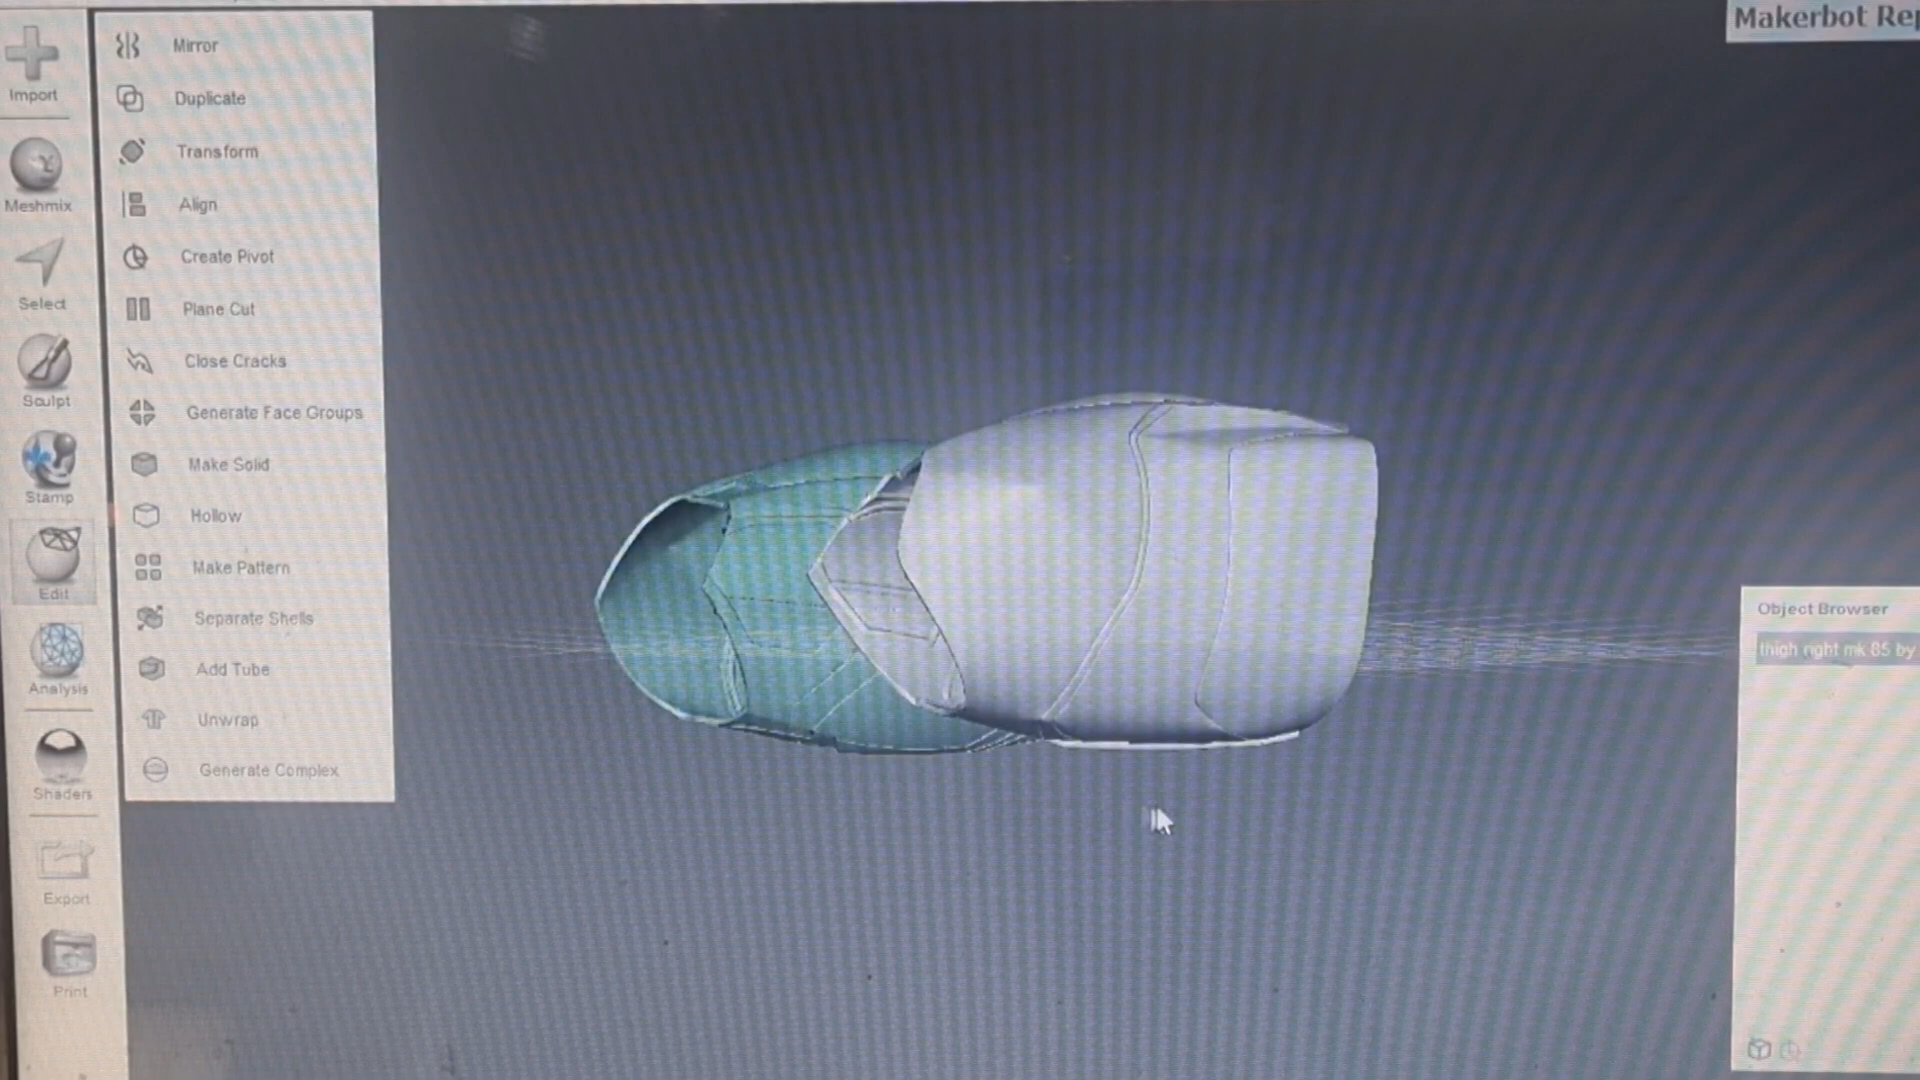 Import
Meshmix
Select
Sculpt
Stamp
Edit
Analysis
Shaders
Export
Print
Mirror
Duplicate
Transform
Align
Create Pivot
Plane Cut
Close Cracks
Generate Face Groups
Make Solid
Hollow
Make Pattern
Separate Shells
Add Tube
Unwrap
Generate Complex
Makerbot Rep
Object Browser
thigh right mk 85 by